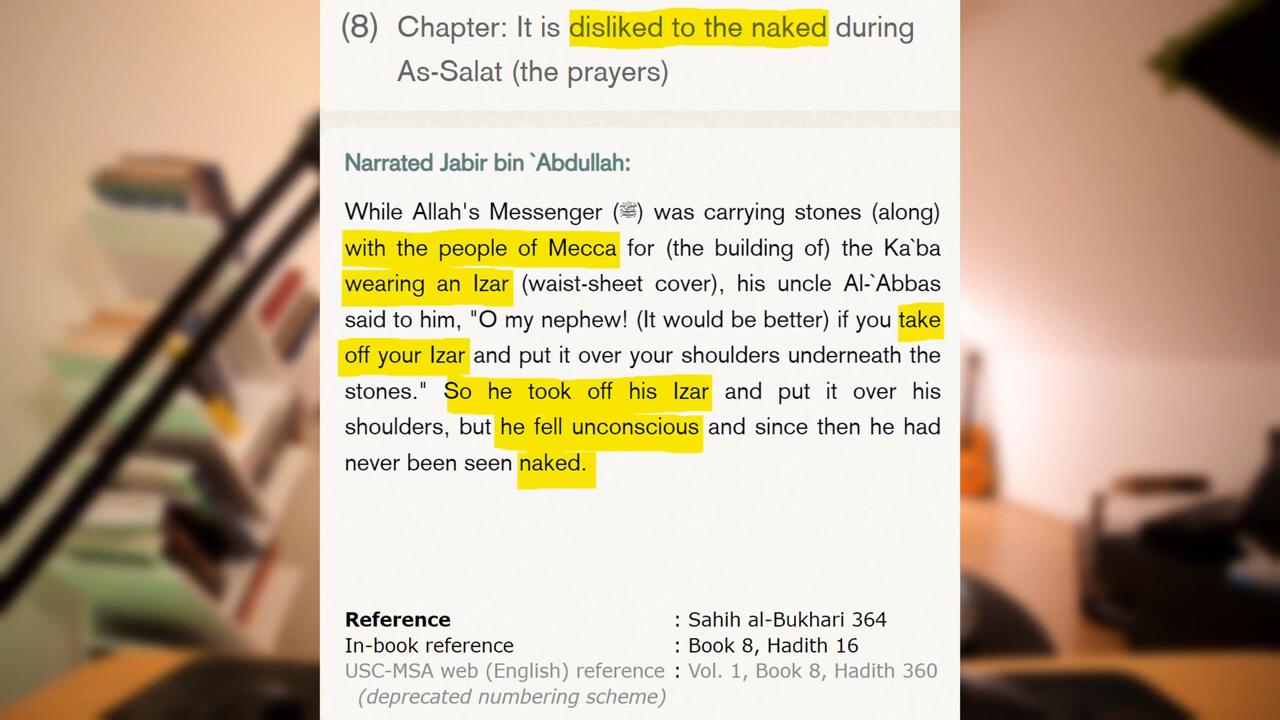 (8) Chapter: It is disliked to the naked during
As-Salat (the prayers)
Narrated Jabir bin `Abdullah:
While Allah's Messenger (ﷺ) was carrying stones (along)
with the people of Mecca for (the building of) the Ka`ba
wearing an Izar (waist-sheet cover), his uncle Al-`Abbas
said to him, "O my nephew! (It would be better) if you take
off your Izar and put it over your shoulders underneath the
stones." So he took off his Izar and put it over his
shoulders, but he fell unconscious and since then he had
never been seen naked.
Reference : Sahih al-Bukhari 364
In-book reference : Book 8, Hadith 16
USC-MSA web (English) reference : Vol. 1, Book 8, Hadith 360
(deprecated numbering scheme)